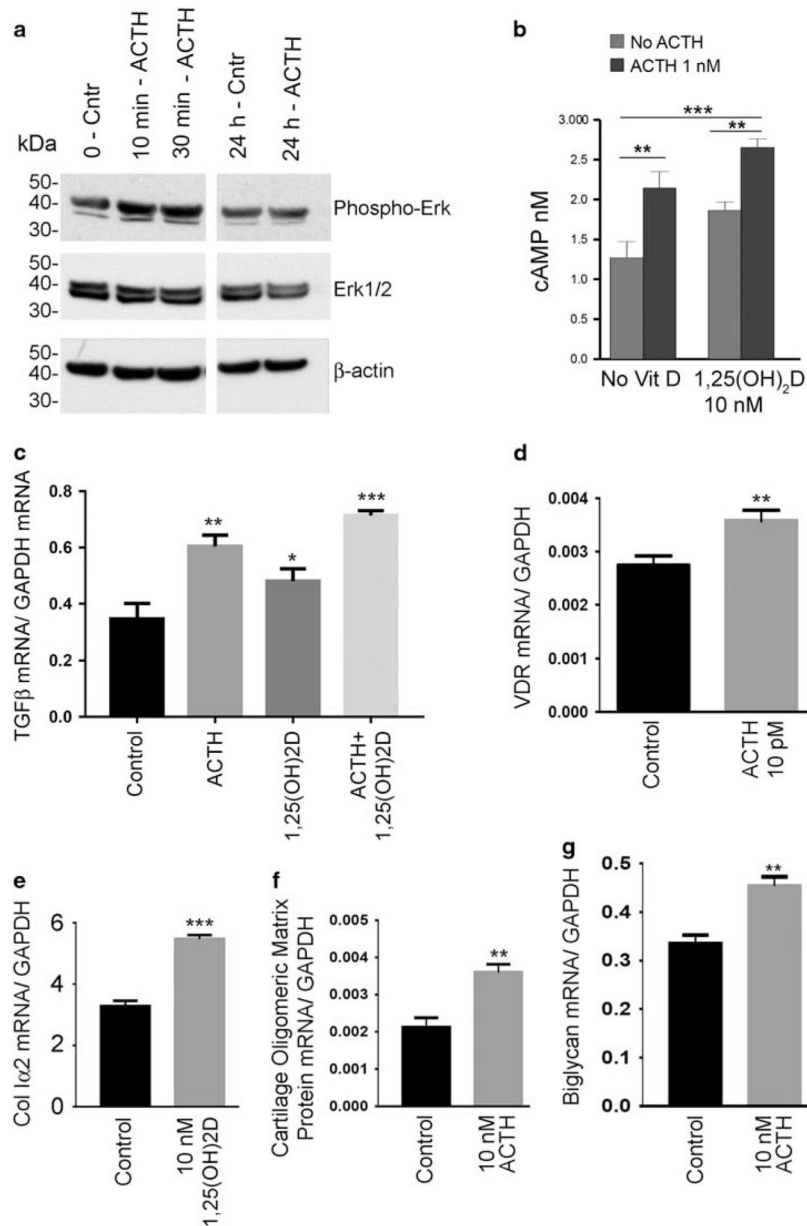 a
kDa
0 - Cntr
10 min - ACTH
30 min - ACTH
24 h - Cntr
24 h - ACTH
50-
40-
30-
Phospho-Erk
50-
40-
30-
Erk1/2
50-
40-
30-
β-actin
b
No ACTH
ACTH 1 nM
cAMP nM
3.000
2.5
2.0
1.5
1.0
0.5
0.0
**
***
**
No Vit D
1,25(OH)₂D
10 nM
c
TGFβ mRNA/ GAPDH mRNA
0.8
0.6
0.4
0.2
0.0
**
*
***
Control
ACTH
1,25(OH)2D
ACTH+
1,25(OH)2D
d
VDR mRNA/ GAPDH
0.004
0.003
0.002
0.001
0.000
**
Control
ACTH
10 pM
e
Col Iα2 mRNA/ GAPDH
6
4
2
0
***
Control
10 nM
1,25(OH)2D
f
Cartilage Oligomeric Matrix
Protein mRNA/ GAPDH
0.005
0.004
0.003
0.002
0.001
0.000
**
Control
10 nM
ACTH
g
Biglycan mRNA/ GAPDH
0.5
0.4
0.3
0.2
0.1
0.0
**
Control
10 nM
ACTH